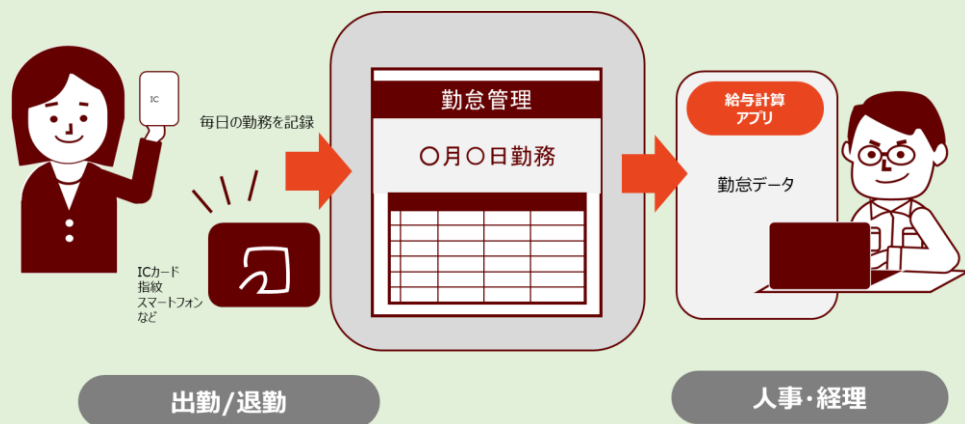 IC
毎日の勤務を記録
ICカード
指紋
スマートフォン
など
勤怠管理
〇月〇日勤務
給与計算
アプリ
勤怠データ
出勤/退勤
人事・経理